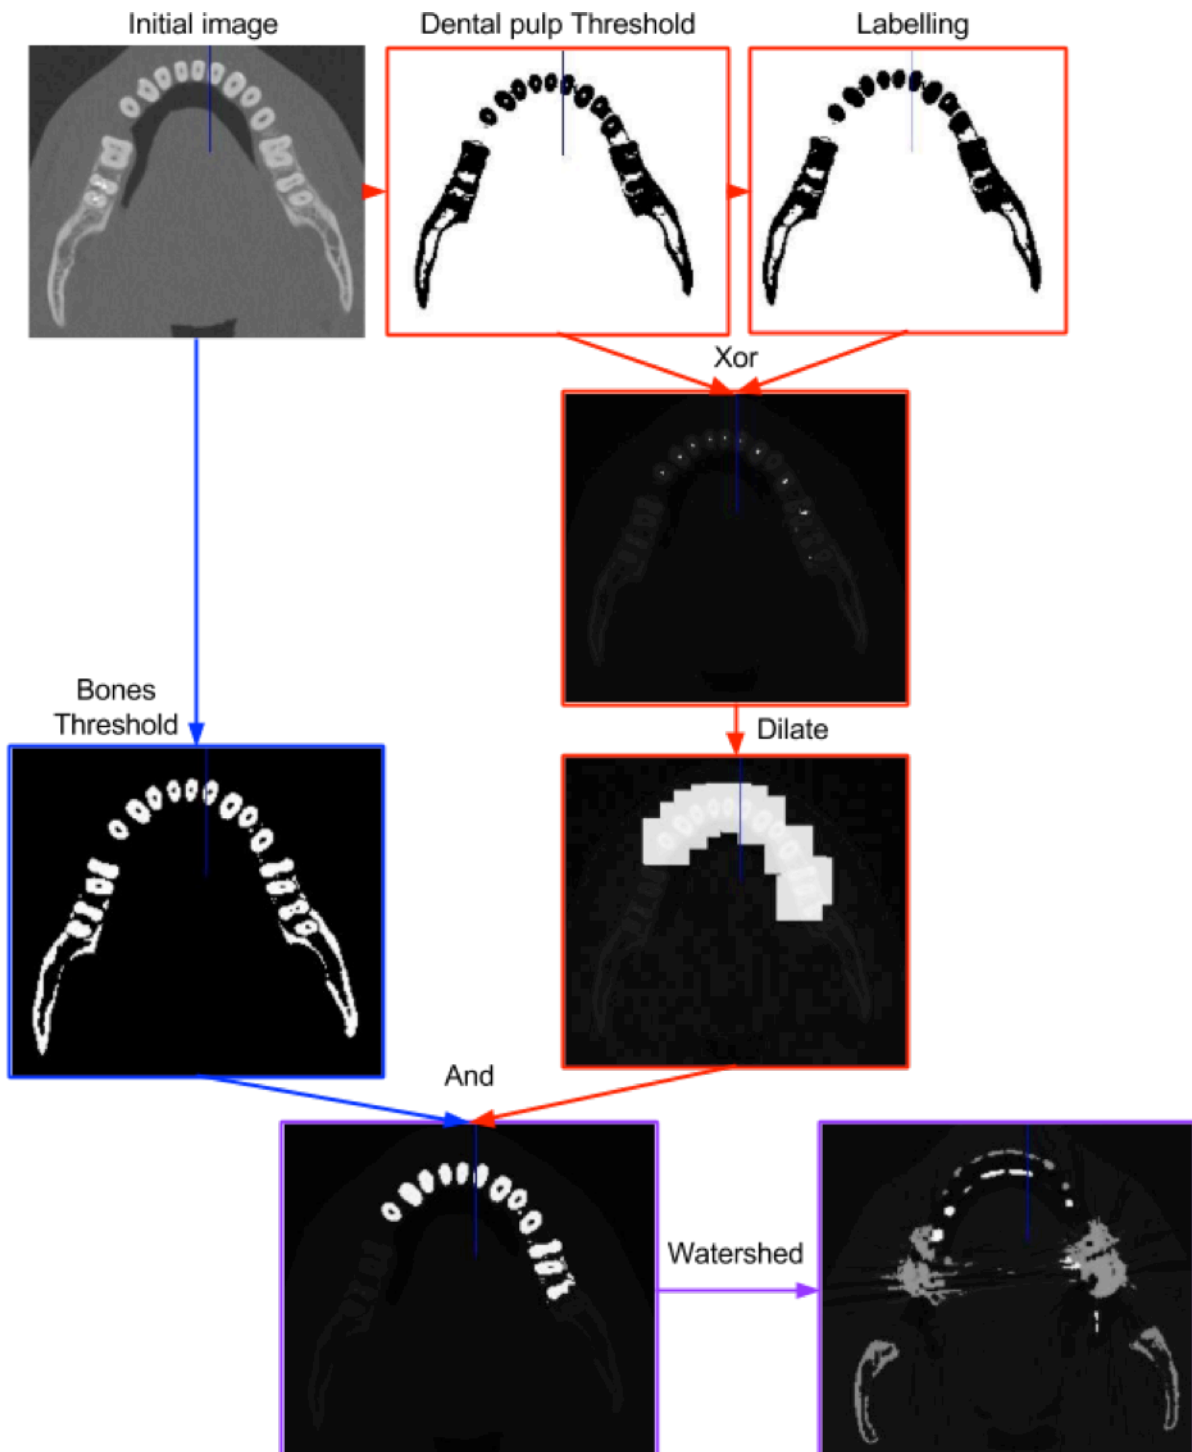 Initial image
Dental pulp Threshold
Labelling
Xor
Bones
Threshold
Dilate
And
Watershed